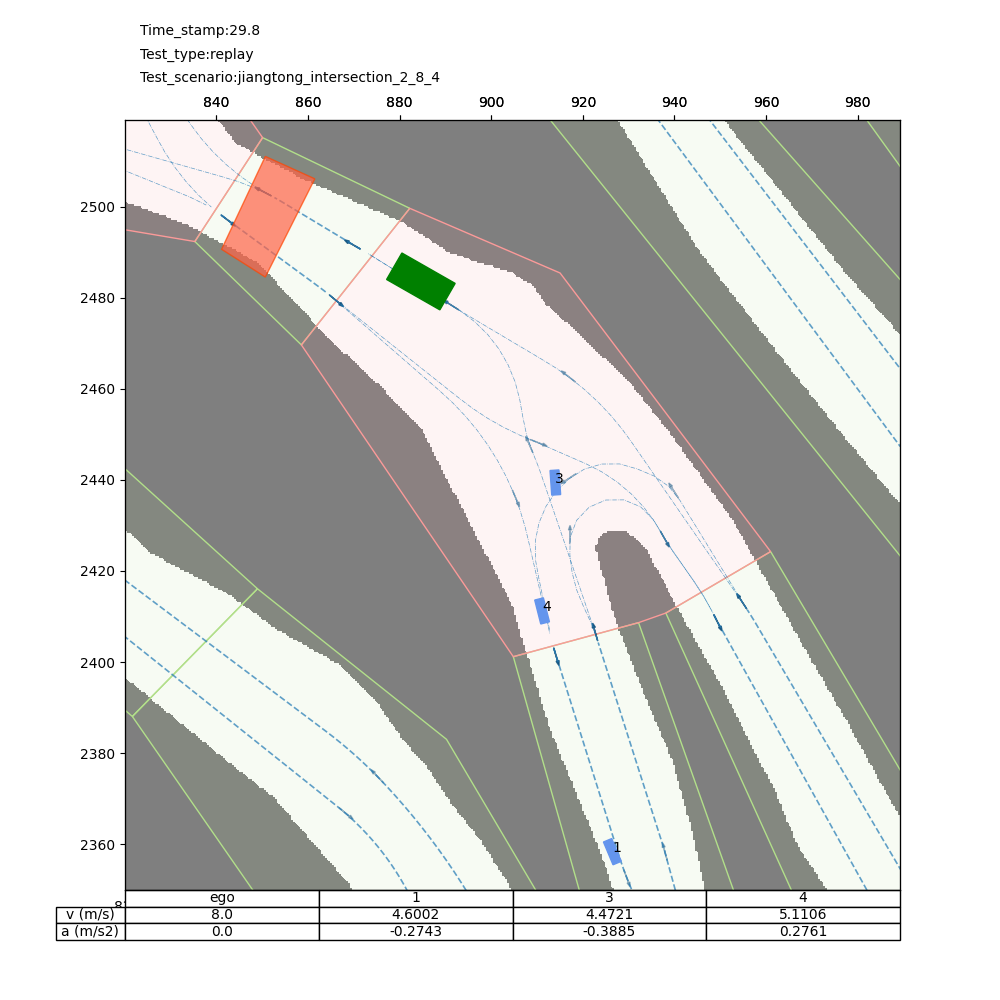 Time_stamp:29.8
Test_type:replay
Test_scenario:jiangtong_intersection_2_8_4
840 860 880 900 920 940 960 980
2500
2480
2460
2440
2420
2400
2380
2360
3
4
1
ego 1 3 4
v (m/s) 8.0 4.6002 4.4721 5.1106
a (m/s2) 0.0 -0.2743 -0.3885 0.2761